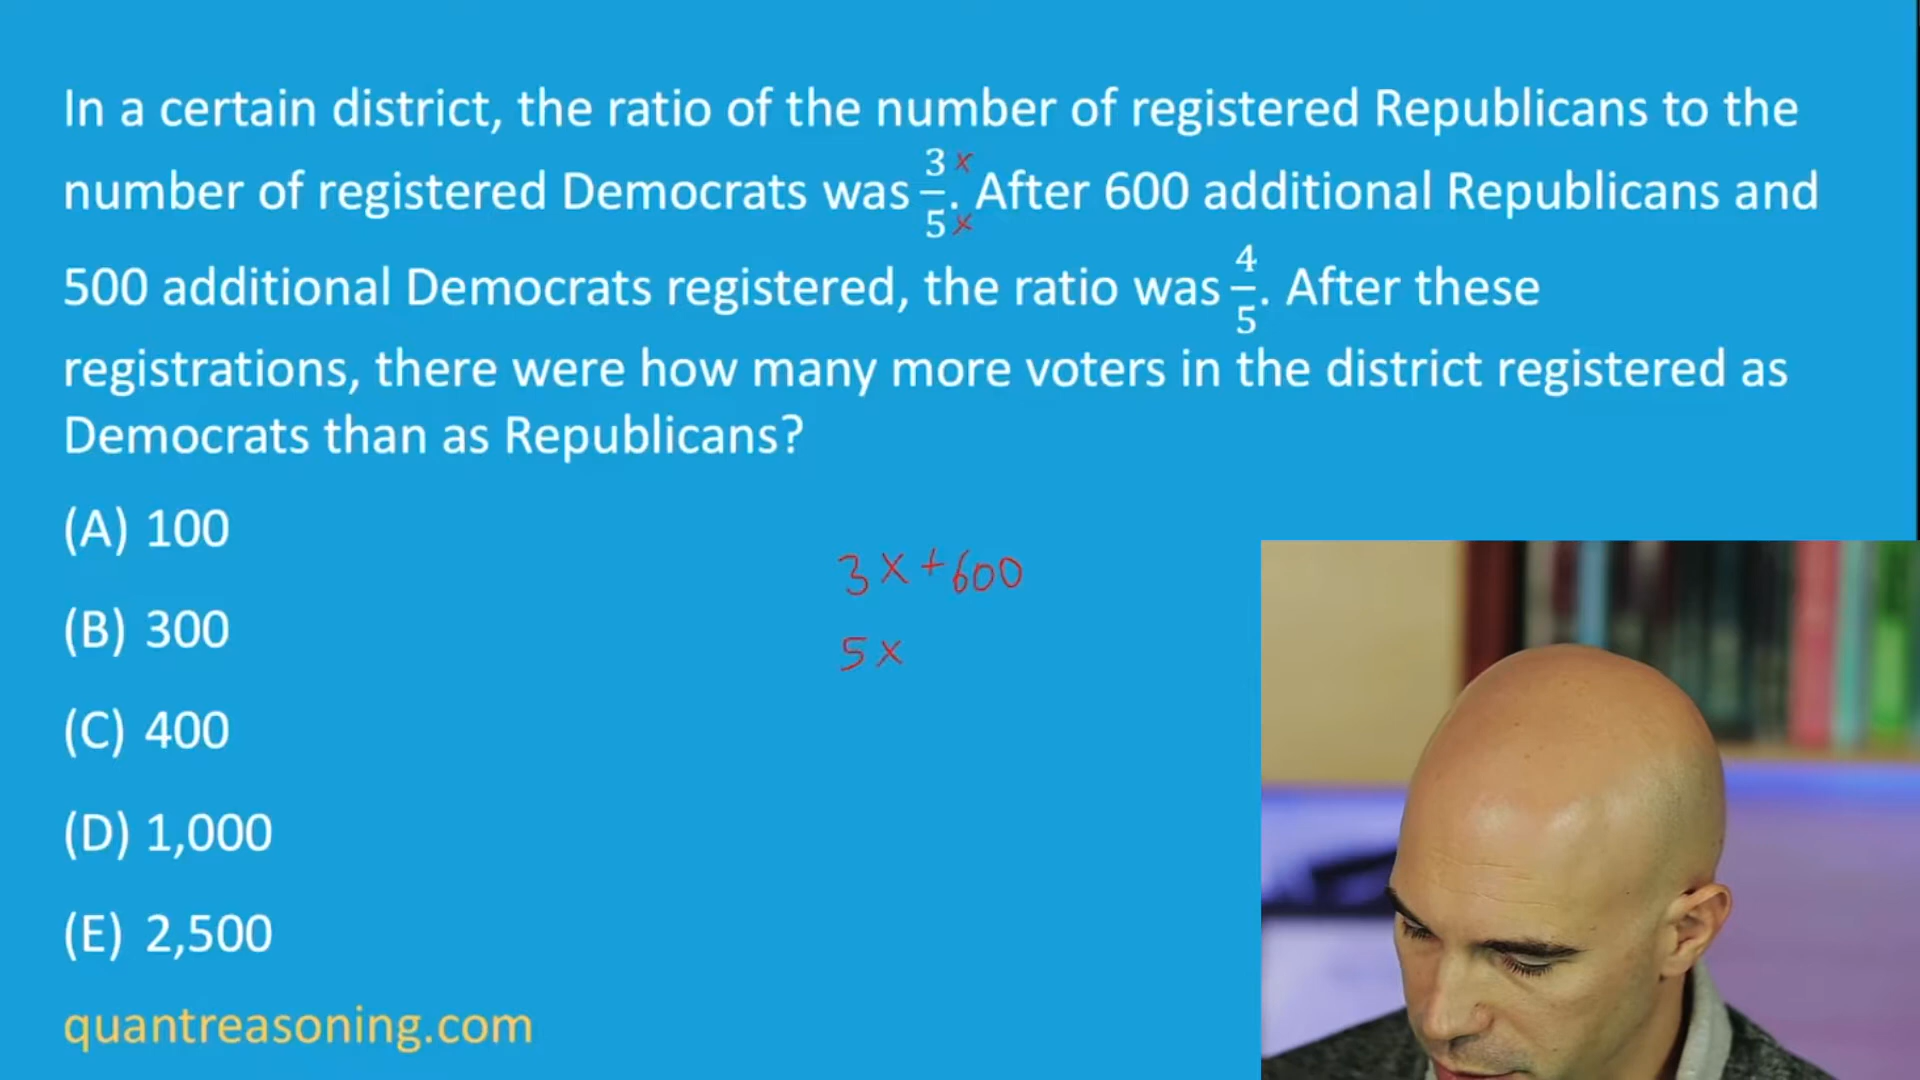 In a certain district, the ratio of the number of registered Republicans to the
number of registered Democrats was 3x/5x. After 600 additional Republicans and
500 additional Democrats registered, the ratio was 4/5. After these
registrations, there were how many more voters in the district registered as
Democrats than as Republicans?
(A) 100
(B) 300
(C) 400
(D) 1,000
(E) 2,500
3x+600
5x
quantreasoning.com